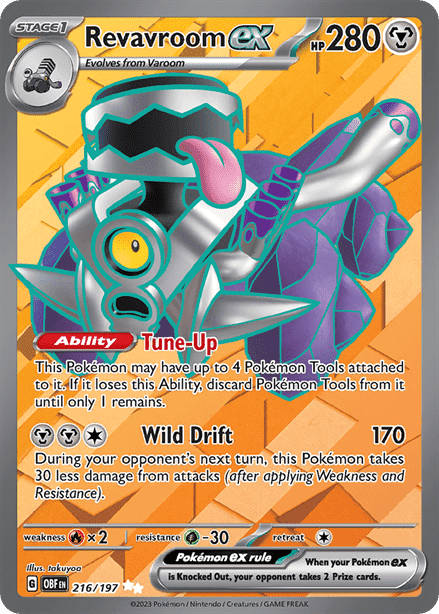 STAGE1
Revavroom ex HP 280
Evolves from Varoom
Ability Tune-Up
This Pokémon may have up to 4 Pokémon Tools attached
to it. If it loses this Ability, discard Pokémon Tools from it
until only 1 remains.
Wild Drift 170
During your opponent's next turn, this Pokémon takes
30 less damage from attacks (after applying Weakness and
Resistance).
weakness × 2 resistance -30 retreat
Illus. takuyoa
Pokémon ex rule When your Pokémon ex
is Knocked Out, your opponent takes 2 Prize cards.
G OBF EN 216/197
©2023 Pokémon / Nintendo / Creatures / GAME FREAK